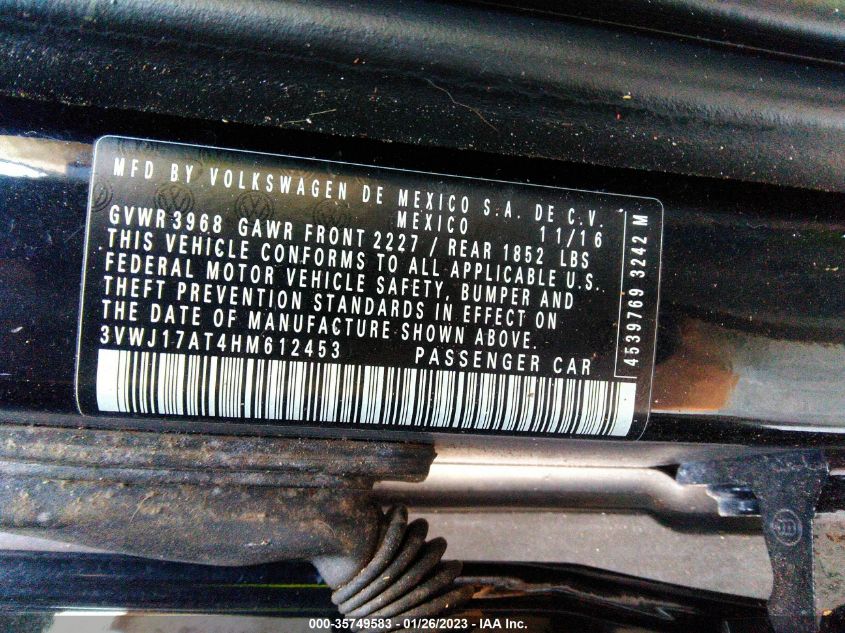 MFD BY VOLKSWAGEN DE MEXICO S.A. DE C.V.
MEXICO 11/16
GVWR 3968 GAWR FRONT 2227 / REAR 1852 LBS
THIS VEHICLE CONFORMS TO ALL APPLICABLE U.S.
FEDERAL MOTOR VEHICLE SAFETY, BUMPER AND
THEFT PREVENTION STANDARDS IN EFFECT ON
THE DATE OF MANUFACTURE SHOWN ABOVE.
3VWJ17AT4HM612453 PASSENGER CAR
4539769 3242 M
000-35749583 - 01/26/2023 - IAA Inc.